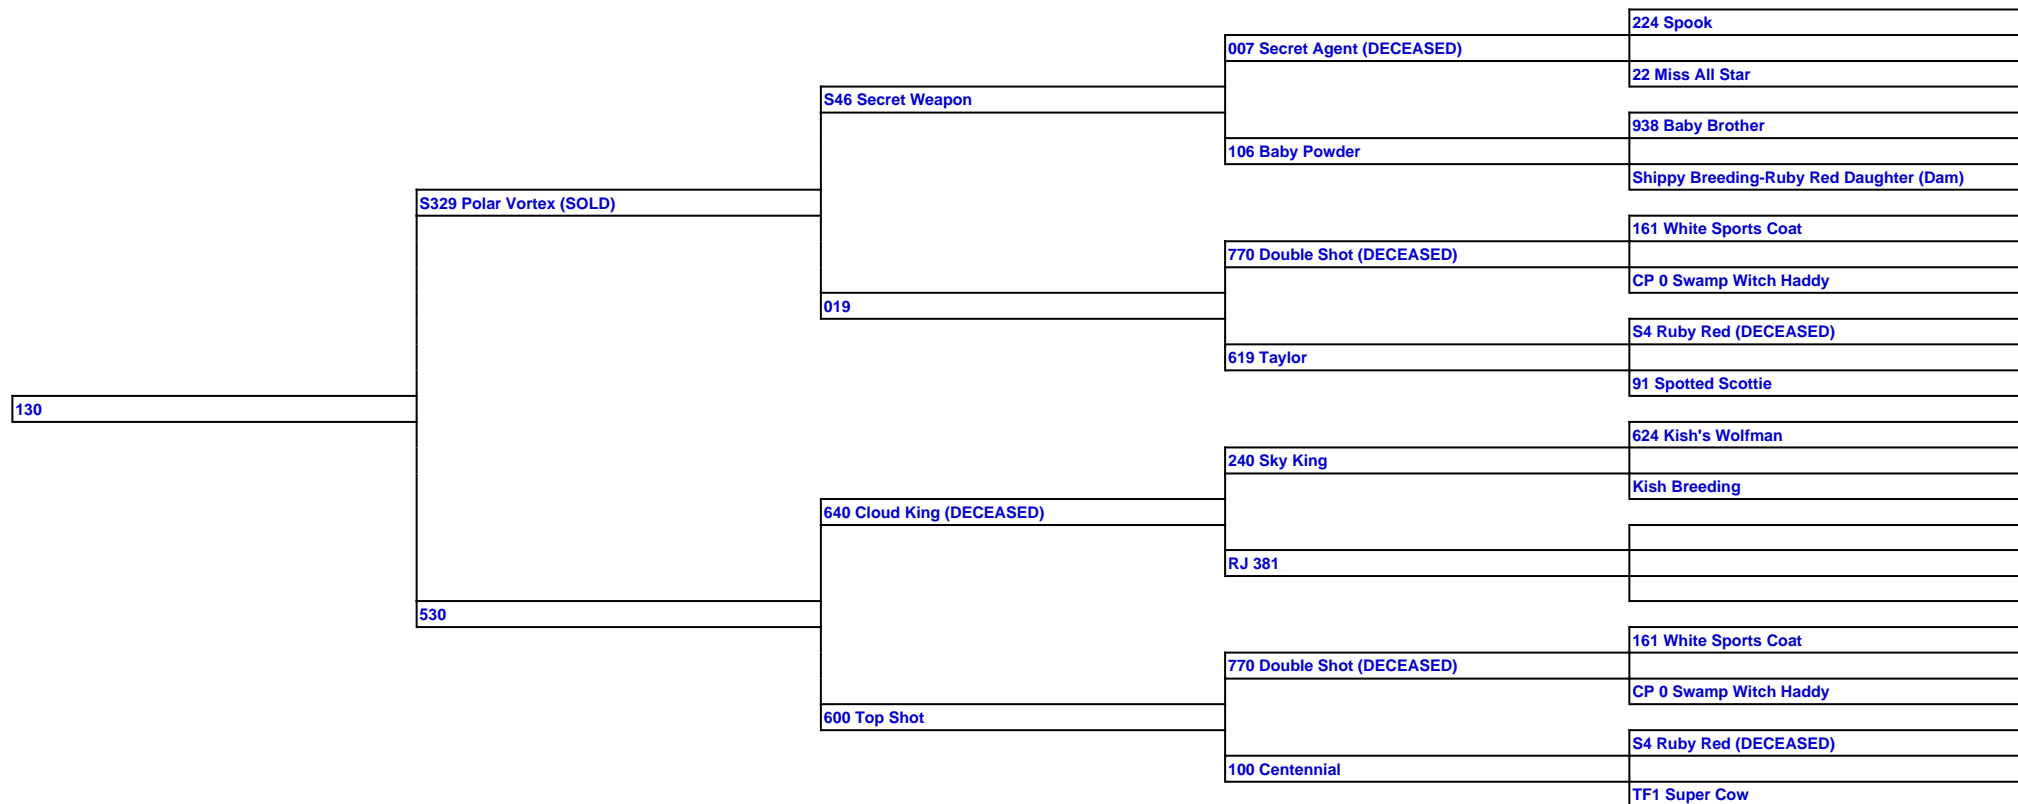 224 Spook
007 Secret Agent (DECEASED)
22 Miss All Star
S46 Secret Weapon
938 Baby Brother
106 Baby Powder
Shippy Breeding-Ruby Red Daughter (Dam)
S329 Polar Vortex (SOLD)
161 White Sports Coat
770 Double Shot (DECEASED)
CP 0 Swamp Witch Haddy
019
S4 Ruby Red (DECEASED)
619 Taylor
91 Spotted Scottie
130
624 Kish's Wolfman
240 Sky King
Kish Breeding
640 Cloud King (DECEASED)
RJ 381
530
161 White Sports Coat
770 Double Shot (DECEASED)
CP 0 Swamp Witch Haddy
600 Top Shot
S4 Ruby Red (DECEASED)
100 Centennial
TF1 Super Cow